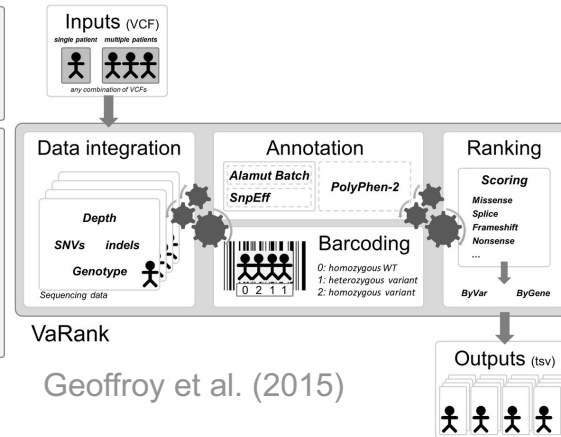 Inputs (VCF)
single patient multiple patients
any combination of VCFs
Data integration
Depth
SNVs indels
Genotype
Sequencing data
Annotation
Alamut Batch
SnpEff
PolyPhen-2
Barcoding
0 2 1 1
0: homozygous WT
1: heterozygous variant
2: homozygous variant
Ranking
Scoring
Missense
Splice
Frameshift
Nonsense
...
ByVar ByGene
VaRank
Outputs (tsv)
Geoffroy et al. (2015)